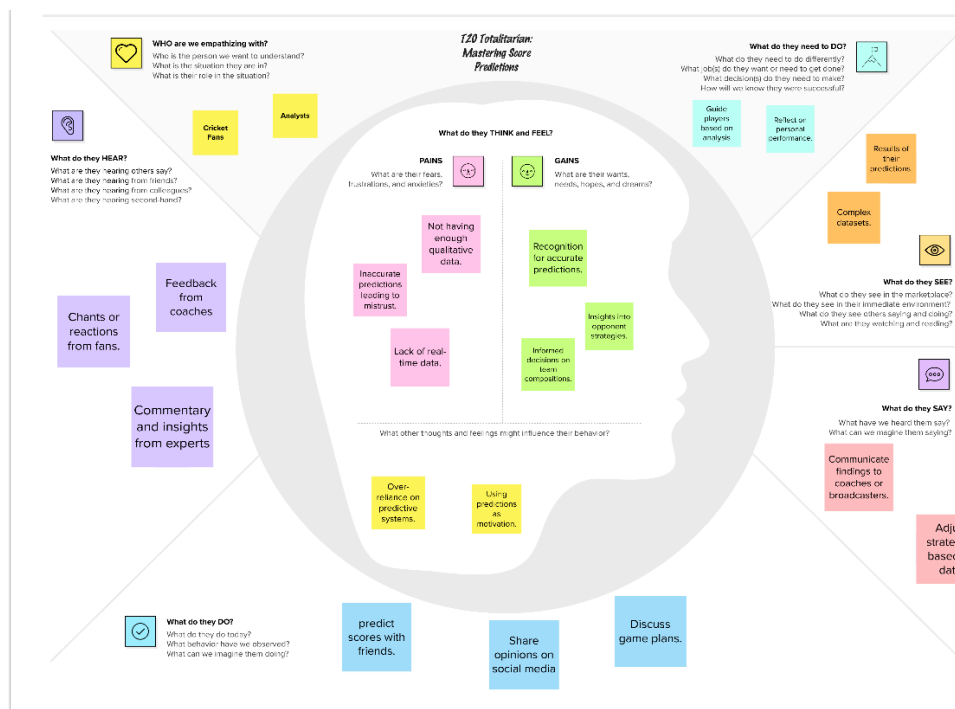 T20 Totalitarian:
Mastering Score
Predictions
WHO are we empathizing with?
Who is the person we want to understand?
What is the situation they are in?
What is their role in the situation?
Cricket
Fans
Analysts
What do they need to DO?
What do they need to do differently?
What job(s) do they want or need to get done?
What decision(s) do they need to make?
How will we know they were successful?
Guide
players
based on
analysis
Reflect on
personal
performance.
What do they HEAR?
What are they hearing others say?
What are they hearing from friends?
What are they hearing from colleagues?
What are they hearing second-hand?
Feedback
from
coaches
Chants or
reactions
from fans.
Commentary
and insights
from experts
What do they THINK and FEEL?
PAINS
What are their fears,
frustrations, and anxieties?
Not having
enough
qualitative
data.
Inaccurate
predictions
leading to
mistrust.
Lack of real-
time data.
GAINS
What are their wants,
needs, hopes, and dreams?
Recognition
for accurate
predictions.
Insights into
opponent
strategies.
Informed
decisions on
team
compositions.
What other thoughts and feelings might influence their behavior?
Over-
reliance on
predictive
systems.
Using
predictions
as
motivation.
Results of
their
predictions
Complex
datasets.
What do they SEE?
What do they see in the marketplace?
What do they see in their immediate environment?
What do they see others saying and doing?
What are they watching and reading?
What do they SAY?
What have we heard them say?
What can we imagine them saying?
Communicate
findings to
coaches or
broadcasters.
What do they DO?
What do they do today?
What behavior have we observed?
What can we imagine them doing?
predict
scores with
friends.
Share
opinions on
social media
Discuss
game plans.